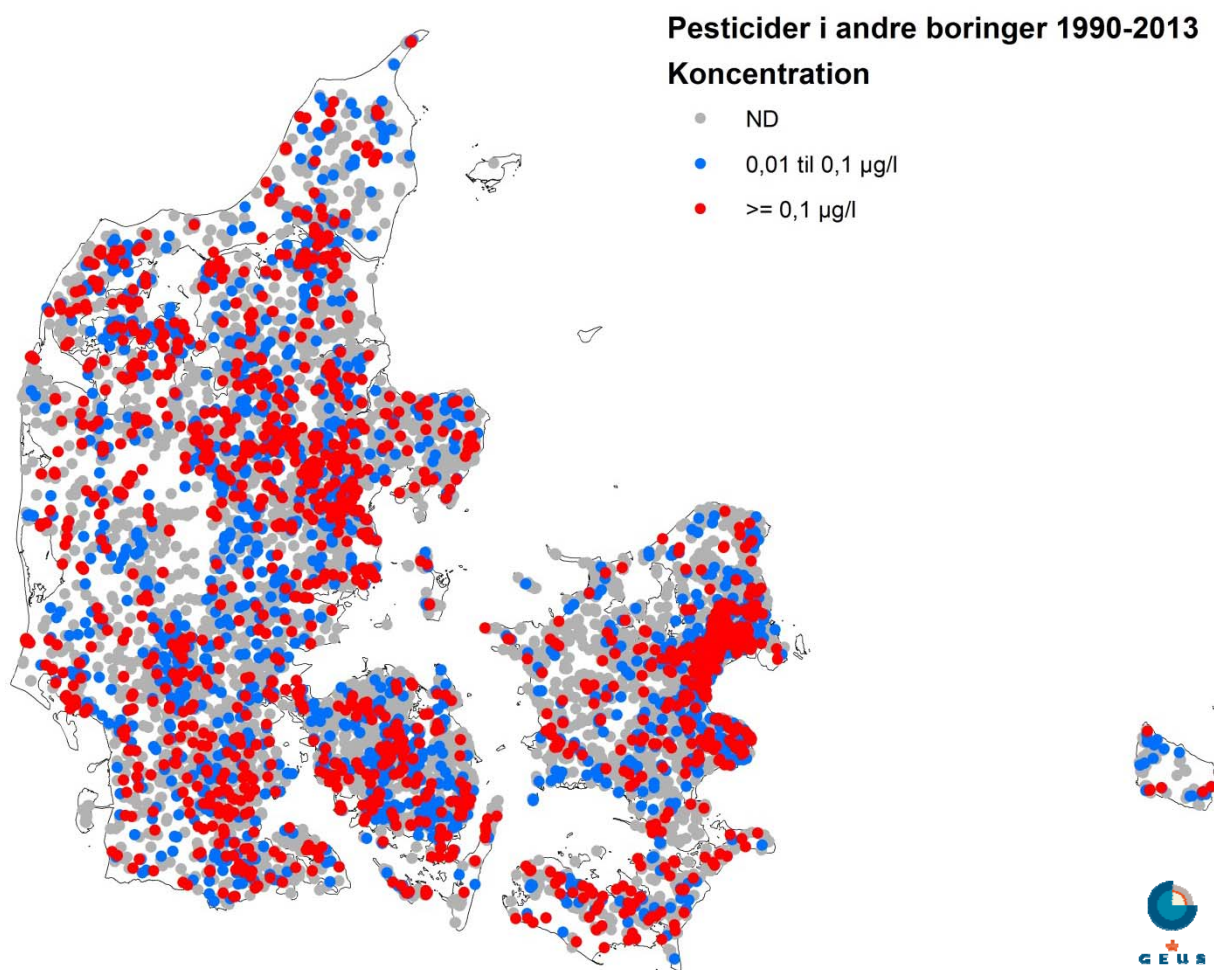 Pesticider i andre boringer 1990-2013
Koncentration
ND
0,01 til 0,1 µg/l
>= 0,1 µg/l
GEUS